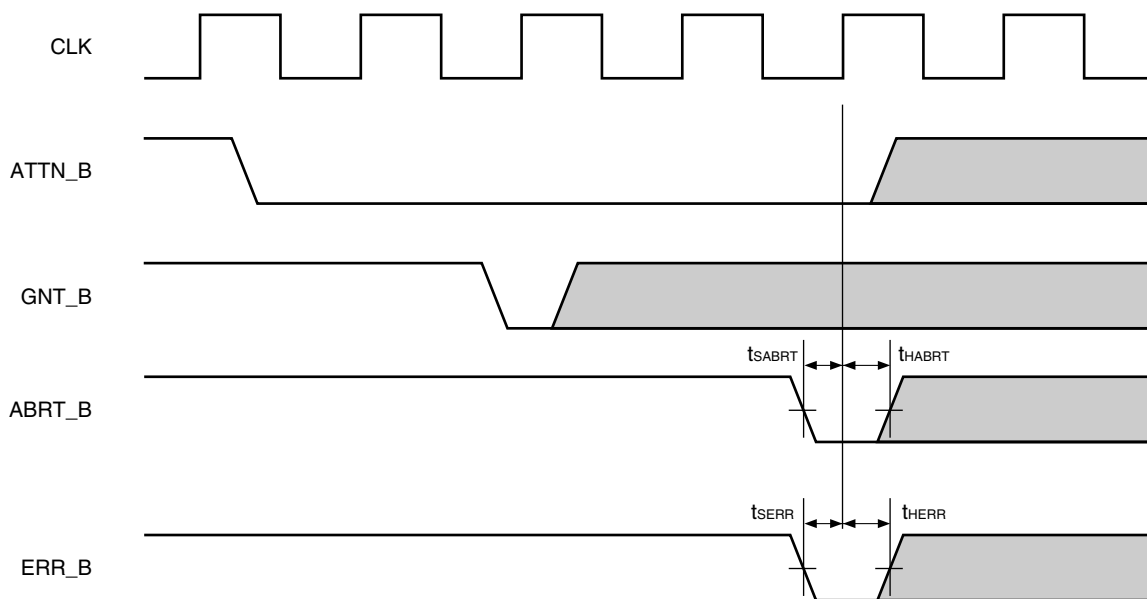 CLK
ATTN_B
GNT_B
tSABRT tHABRT
ABRT_B
tSERR tHERR
ERR_B